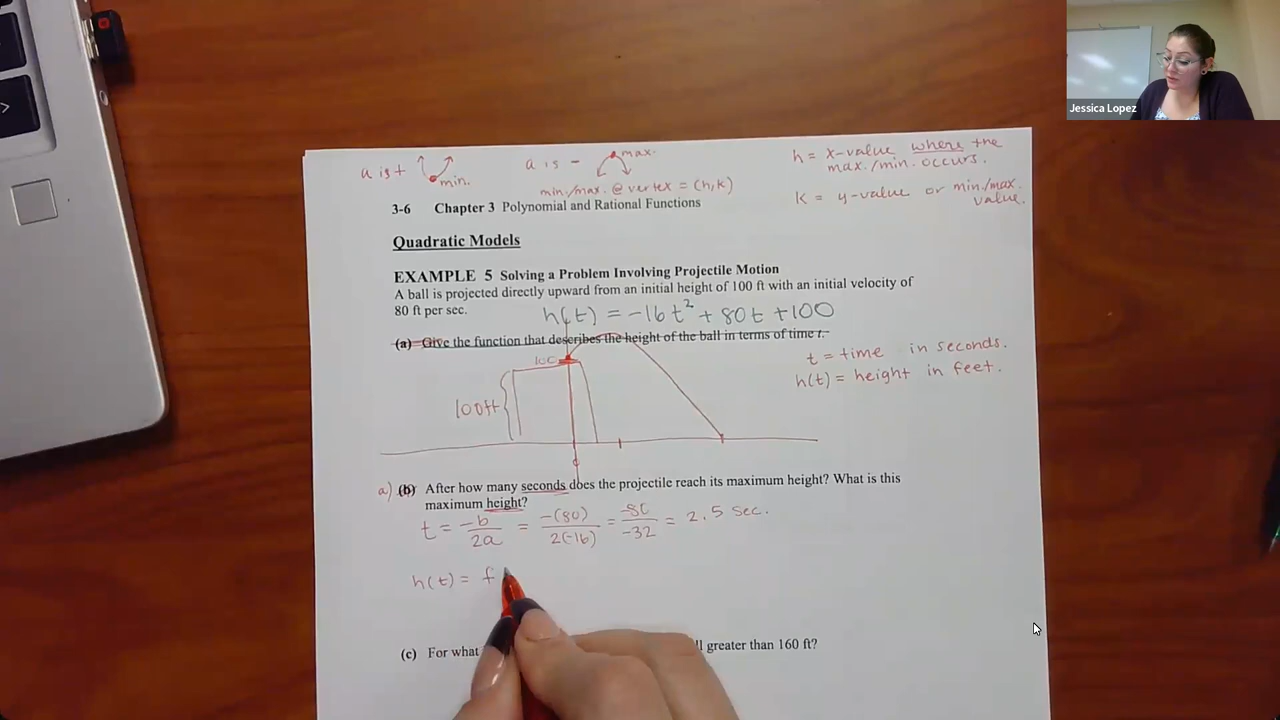 Jessica Lopez
a is + min.
a is - max.
min./max. @ vertex = (h,k)
h = x-value where the
max./min. occurs.
k = y-value or min./max.
value.
3-6 Chapter 3 Polynomial and Rational Functions
Quadratic Models
EXAMPLE 5 Solving a Problem Involving Projectile Motion
A ball is projected directly upward from an initial height of 100 ft with an initial velocity of
80 ft per sec.
h(t) = -16t² + 80t + 100
(a) Give the function that describes the height of the ball in terms of time t.
t = time in seconds.
h(t) = height in feet.
100ft
a) (b) After how many seconds does the projectile reach its maximum height? What is this
maximum height?
t = -b/2a = -(80)/2(-16) = -80/-32 = 2.5 sec.
h(t) = f
(c) For what
ll greater than 160 ft?